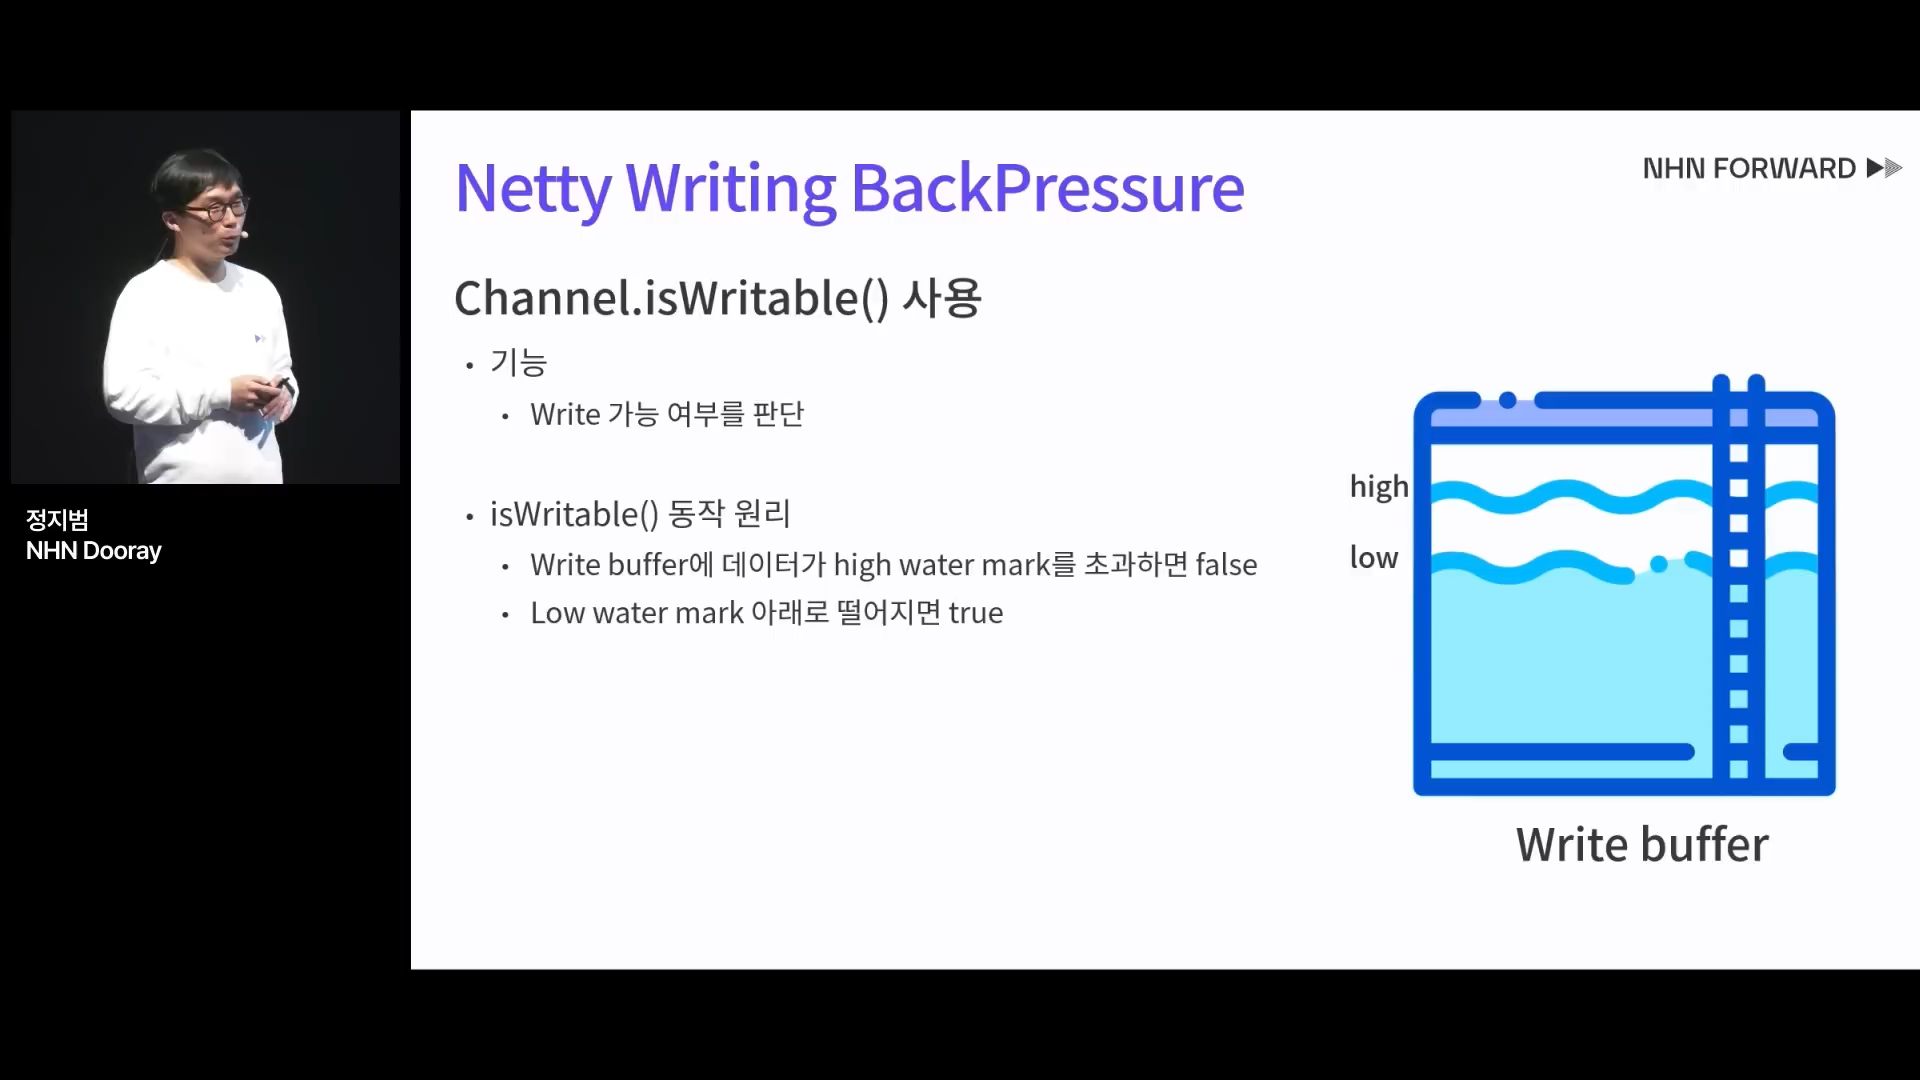 Netty Writing BackPressure
NHN FORWARD
Channel.isWritable() 사용
• 기능
• Write 가능 여부를 판단
• isWritable() 동작 원리
• Write buffer에 데이터가 high water mark를 초과하면 false
• Low water mark 아래로 떨어지면 true
high
low
Write buffer
정지범
NHN Dooray